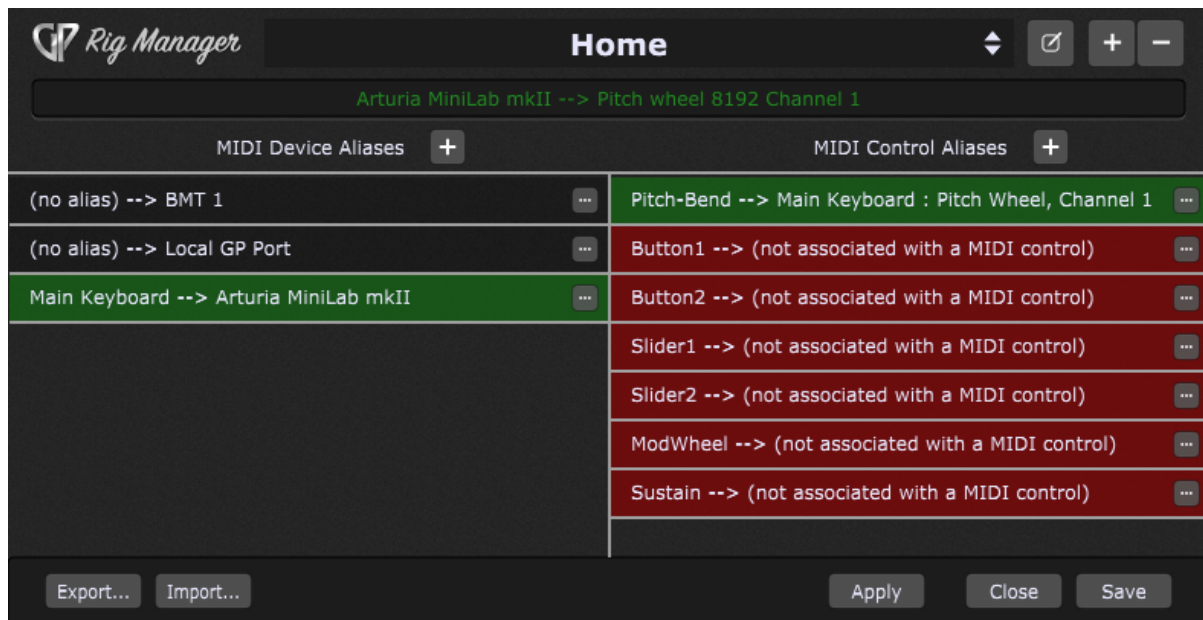 GP Rig Manager
Home
Arturia MiniLab mkII --> Pitch wheel 8192 Channel 1
MIDI Device Aliases +
MIDI Control Aliases +
(no alias) --> BMT 1
(no alias) --> Local GP Port
Main Keyboard --> Arturia MiniLab mkII
Pitch-Bend --> Main Keyboard : Pitch Wheel, Channel 1
Button1 --> (not associated with a MIDI control)
Button2 --> (not associated with a MIDI control)
Slider1 --> (not associated with a MIDI control)
Slider2 --> (not associated with a MIDI control)
ModWheel --> (not associated with a MIDI control)
Sustain --> (not associated with a MIDI control)
Export... Import... Apply Close Save